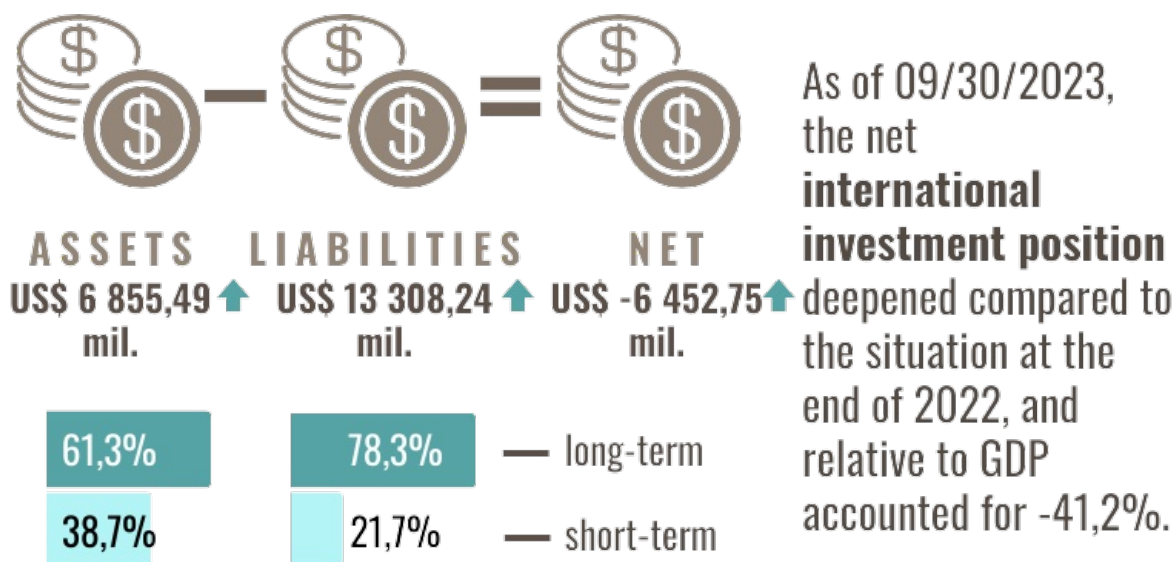 ASSETS
US$ 6 855,49
mil.
LIABILITIES
US$ 13 308,24
mil.
NET
US$ -6 452,75
mil.
61,3%
78,3%
long-term
38,7%
21,7%
short-term
As of 09/30/2023,
the net
international
investment position
deepened compared to
the situation at the
end of 2022, and
relative to GDP
accounted for -41,2%.